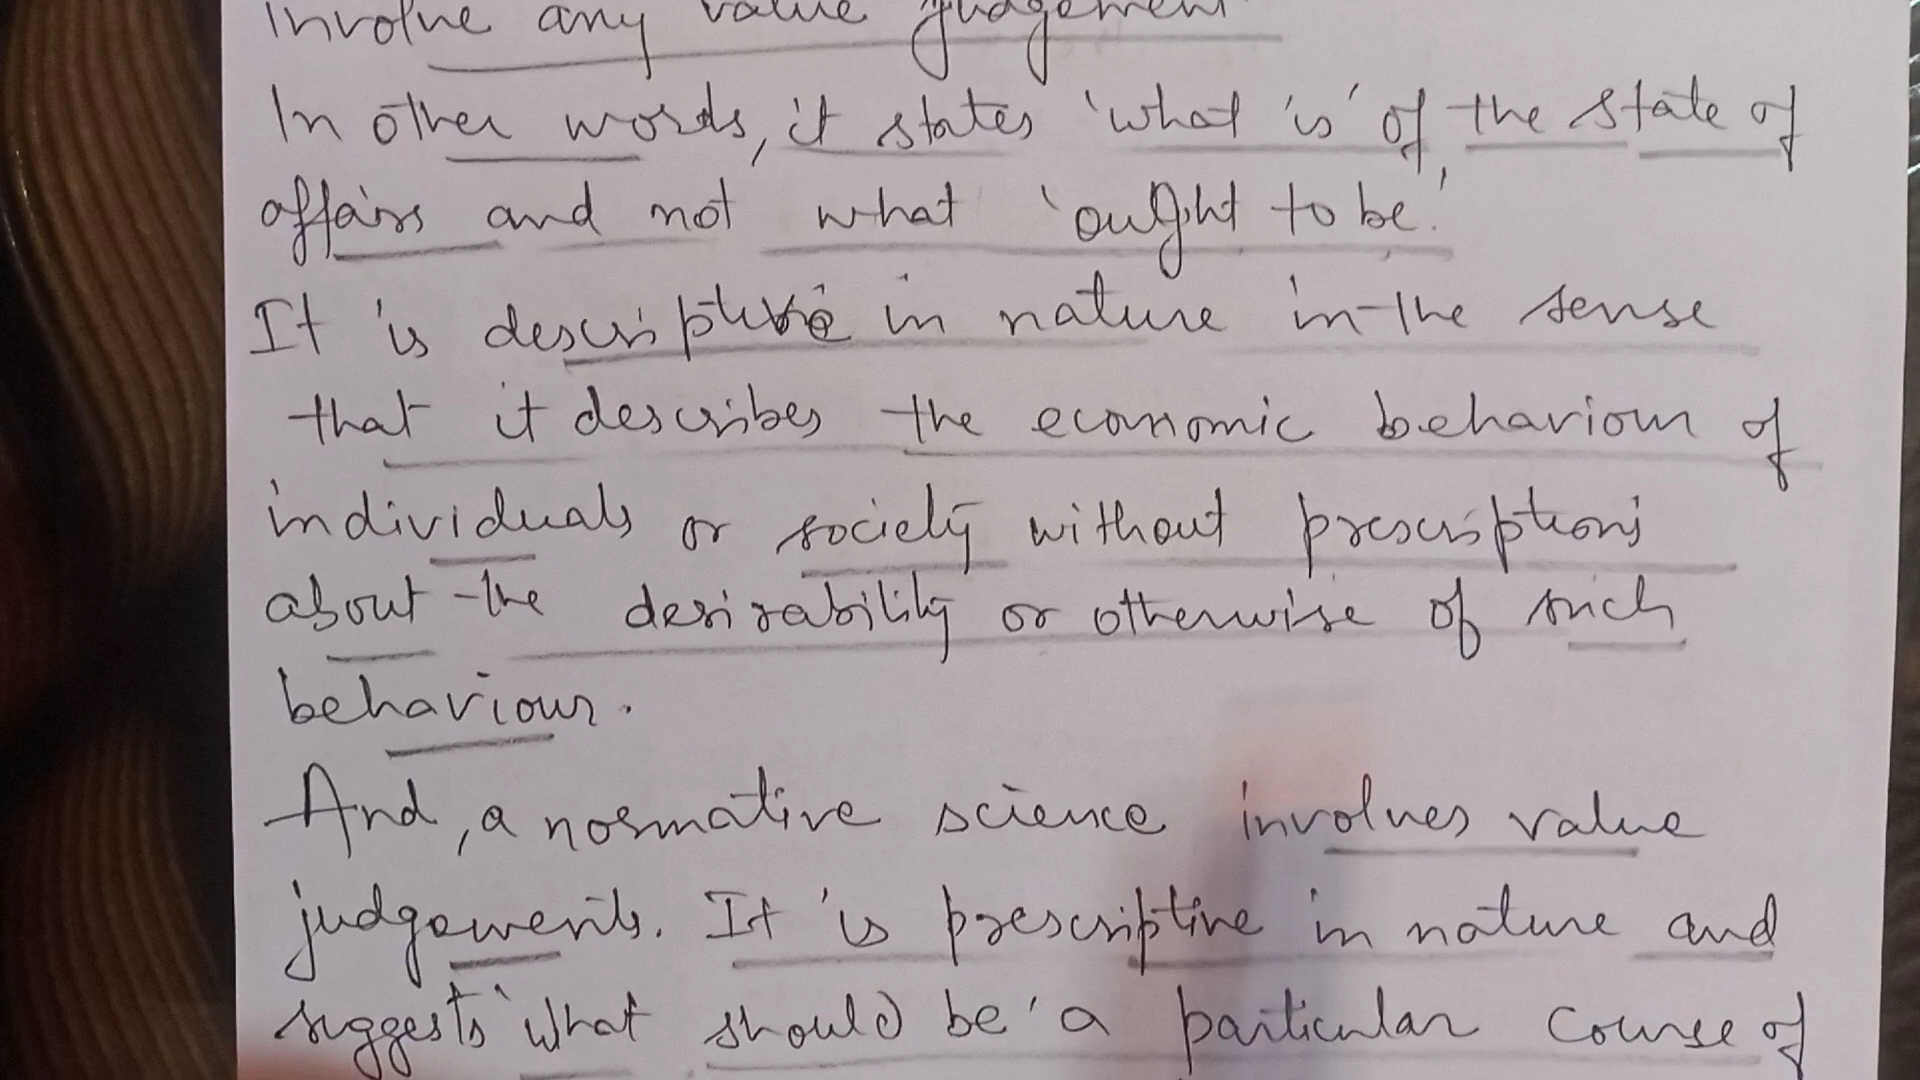 involve any value judgement
In other words, it states 'what is' of the state of
affairs and not what 'ought to be.'
It is descriptive in nature in the sense
that it describes the economic behaviour of
individuals or society without prescriptions
about the desirability or otherwise of such
behaviour.
And, a normative science involves value
judgements. It is prescriptive in nature and
suggests 'what should be' a particular course of